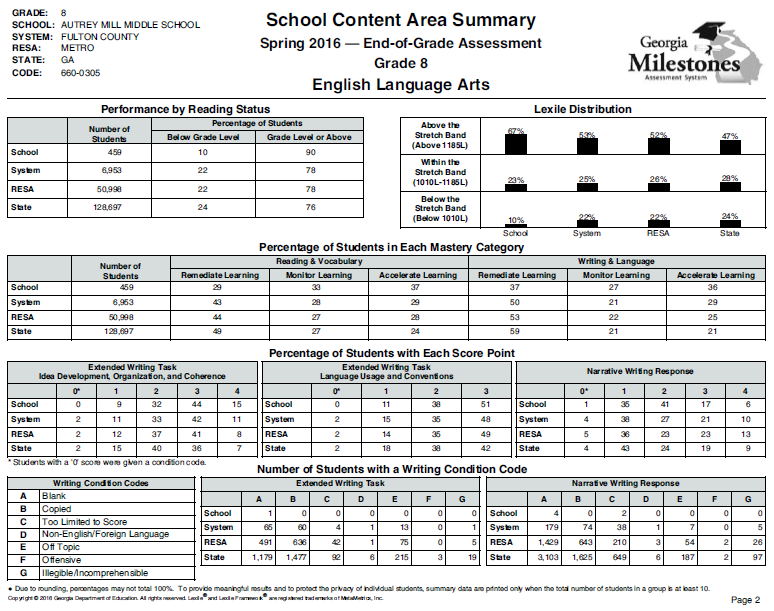 GRADE: 8
SCHOOL: AUTREY MILL MIDDLE SCHOOL
SYSTEM: FULTON COUNTY
RESA: METRO
STATE: GA
CODE: 660-0305
School Content Area Summary
Spring 2016 — End-of-Grade Assessment
Grade 8
English Language Arts
Georgia
Milestones
Assessment System
Performance by Reading Status
Number of Students Percentage of Students
Below Grade Level Grade Level or Above
School 459 10 90
System 6,953 22 78
RESA 50,998 22 78
State 128,697 24 76
Lexile Distribution
Above the Stretch Band (Above 1185L) 67% 53% 52% 47%
Within the Stretch Band (1010L-1185L) 23% 25% 26% 28%
Below the Stretch Band (Below 1010L) 10% 22% 22% 24%
School System RESA State
Percentage of Students in Each Mastery Category
Number of Students Reading & Vocabulary Writing & Language
Remediate Learning Monitor Learning Accelerate Learning Remediate Learning Monitor Learning Accelerate Learning
School 459 29 33 37 37 27 36
System 6,953 43 28 29 50 21 29
RESA 50,998 44 27 28 53 22 25
State 128,697 49 27 24 59 21 21
Percentage of Students with Each Score Point
Extended Writing Task
Idea Development, Organization, and Coherence
0* 1 2 3 4
School 0 9 32 44 15
System 2 11 33 42 11
RESA 2 12 37 41 8
State 2 15 40 36 7
Extended Writing Task
Language Usage and Conventions
0* 1 2 3
School 0 11 38 51
System 2 15 35 48
RESA 2 14 35 49
State 2 18 38 42
Narrative Writing Response
0* 1 2 3 4
School 1 35 41 17 6
System 4 38 27 21 10
RESA 5 36 23 23 13
State 4 43 24 19 9
* Students with a '0' score were given a condition code.
Number of Students with a Writing Condition Code
Writing Condition Codes
A Blank
B Copied
C Too Limited to Score
D Non-English/Foreign Language
E Off Topic
F Offensive
G Illegible/Incomprehensible
Extended Writing Task
A B C D E F G
School 1 0 0 0 0 0 0
System 65 60 4 1 13 0 1
RESA 491 636 42 1 75 0 5
State 1,179 1,477 92 6 215 3 19
Narrative Writing Response
A B C D E F G
School 4 0 2 0 0 0 0
System 179 74 38 1 7 0 5
RESA 1,429 643 210 3 54 2 26
State 3,103 1,625 649 6 187 2 97
• Due to rounding, percentages may not total 100%. To provide meaningful results and to protect the privacy of individual students, summary data are printed only when the total number of students in a group is at least 10.
Copyright © 2016 Georgia Department of Education. All rights reserved. Lexile® and Lexile Framework® are registered trademarks of MetaMetrics, Inc.
Page 2